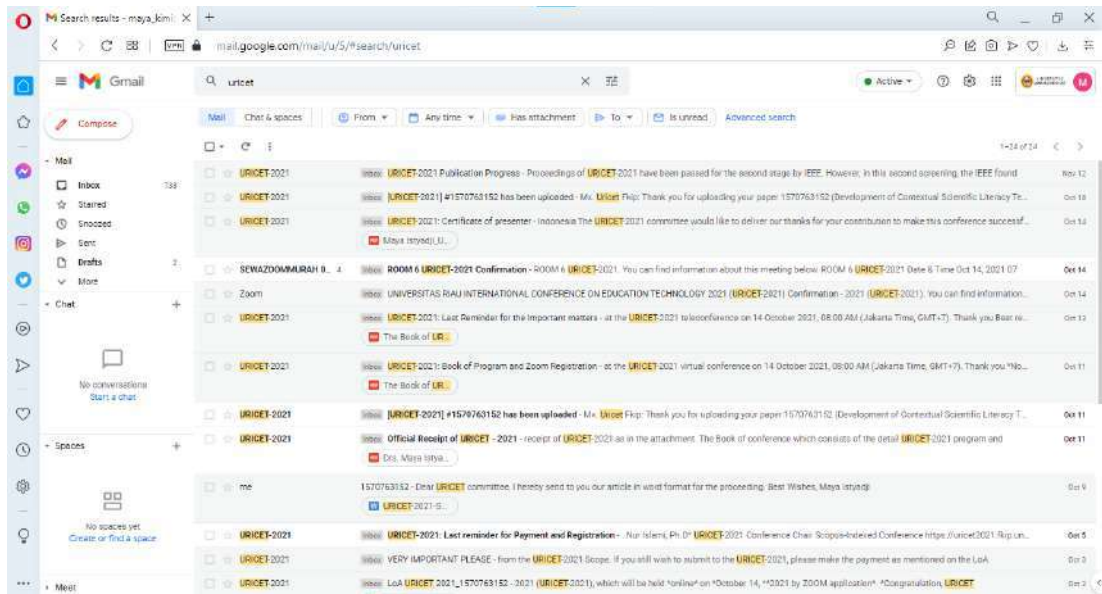 Search results - maya_kimi
VPN
mail.google.com/mail/u/5/#search/uricet
Gmail
uricet
Active
M
Compose
Mail
Chat & spaces
From
Any time
Has attachment
To
Is unread
Advanced search
1–24 of 24
Mail
Inbox 738
Starred
Snoozed
Sent
Drafts 2
More
Chat
No conversations
Start a chat
Spaces
No spaces yet
Create or find a space
Meet
URICET-2021 Inbox URICET-2021 Publication Progress - Proceedings of URICET-2021 have been passed for the second stage by IEEE. However, in this second screening, the IEEE found Nov 12
URICET-2021 Inbox [URICET-2021] #1570763152 has been uploaded - Mx. Uricet Fkip: Thank you for uploading your paper 1570763152 (Development of Contextual Scientific Literacy Te... Oct 18
URICET-2021 Inbox URICET-2021: Certificate of presenter - Indonesia The URICET-2021 committee would like to deliver our thanks for your contribution to make this conference successf...
Maya Istyadji_U...
SEWAZOOMMURAH 0.. 4 Inbox ROOM 6 URICET-2021 Confirmation - ROOM 6 URICET-2021. You can find information about this meeting below. ROOM 6 URICET-2021 Date & Time Oct 14, 2021 07 Oct 14
Zoom Inbox UNIVERSITAS RIAU INTERNATIONAL CONFERENCE ON EDUCATION TECHNOLOGY 2021 (URICET-2021) Confirmation - 2021 (URICET-2021). You can find information... Oct 14
URICET-2021 Inbox URICET-2021: Last Reminder for the Important matters - at the URICET-2021 teleconference on 14 October 2021, 08.00 AM (Jakarta Time, GMT+7). Thank you Best re... Oct 13
The Book of UR...
URICET-2021 Inbox URICET-2021: Book of Program and Zoom Registration - at the URICET-2021 virtual conference on 14 October 2021, 08:00 AM (Jakarta Time, GMT+7). Thank you *No... Oct 11
The Book of UR...
URICET-2021 Inbox [URICET-2021] #1570763152 has been uploaded - Mx. Uricet Fkip: Thank you for uploading your paper 1570763152 (Development of Contextual Scientific Literacy T... Oct 11
URICET-2021 Inbox Official Receipt of URICET - 2021 - receipt of URICET-2021 as in the attachment. The Book of conference which consists of the detail URICET-2021 program and Oct 11
Drs. Maya Istya...
me 1570763152 - Dear URICET committee, I hereby send to you our article in word format for the proceeding. Best Wishes, Maya Istyadji Oct 9
URICET-2021-S...
URICET-2021 Inbox URICET-2021: Last reminder for Payment and Registration - . Nur Islami, Ph.D* URICET-2021 Conference Chair Scopus-Indexed Conference https://uricet2021.fkip.un... Oct 5
URICET-2021 Inbox VERY IMPORTANT PLEASE - from the URICET-2021 Scope. If you still wish to submit to the URICET-2021, please make the payment as mentioned on the LoA Oct 3
URICET-2021 Inbox LoA URICET 2021_1570763152 - 2021 (URICET-2021), which will be held *online* on *October 14, **2021 by ZOOM application*. *Congratulation, URICET Oct 2